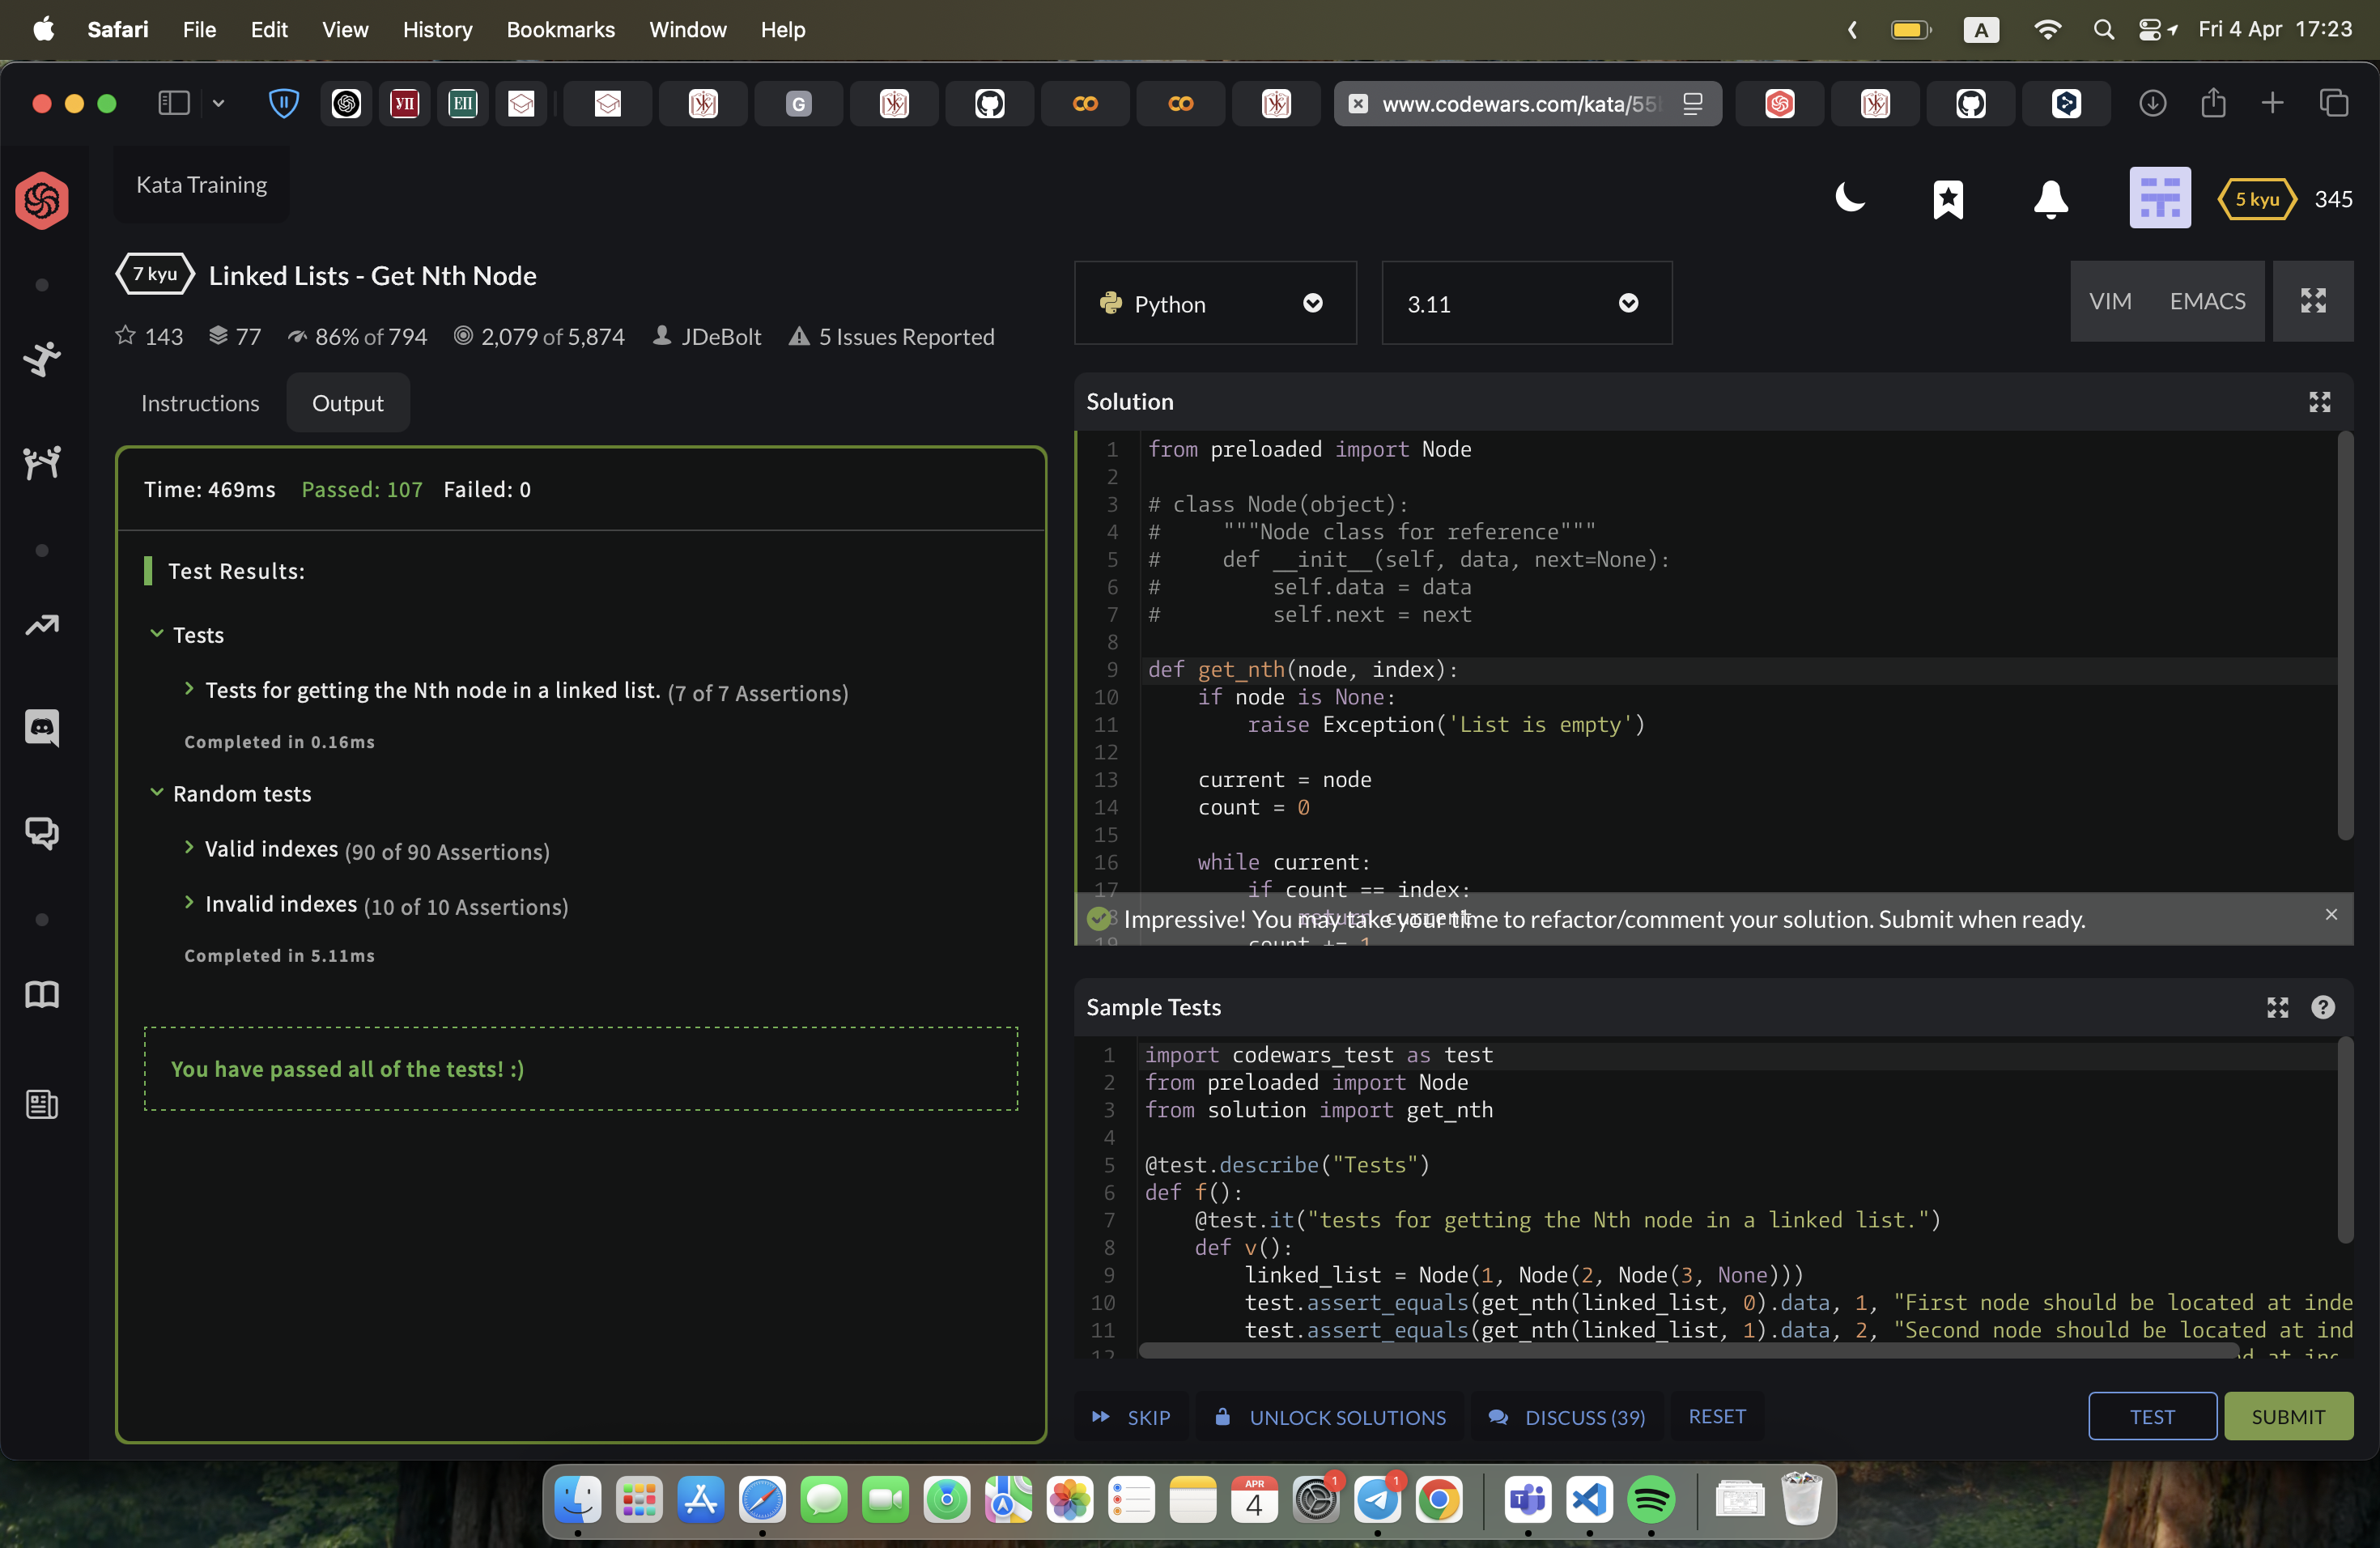 Safari File Edit View History Bookmarks Window Help A Fri 4 Apr 17:23
УП ЕП G www.codewars.com/kata/55
Kata Training
5 kyu 345
7 kyu Linked Lists - Get Nth Node
143 77 86% of 794 2,079 of 5,874 JDeBolt 5 Issues Reported
Instructions Output
Time: 469ms Passed: 107 Failed: 0
Test Results:
Tests
Tests for getting the Nth node in a linked list. (7 of 7 Assertions)
Completed in 0.16ms
Random tests
Valid indexes (90 of 90 Assertions)
Invalid indexes (10 of 10 Assertions)
Completed in 5.11ms
You have passed all of the tests! :)
Python 3.11 VIM EMACS
Solution
1 from preloaded import Node
2
3 # class Node(object):
4 #     """Node class for reference"""
5 #     def __init__(self, data, next=None):
6 #         self.data = data
7 #         self.next = next
8
9 def get_nth(node, index):
10     if node is None:
11         raise Exception('List is empty')
12
13     current = node
14     count = 0
15
16     while current:
17         if count == index:
18             return current
19         count += 1
Impressive! You may take your time to refactor/comment your solution. Submit when ready.
Sample Tests
1 import codewars_test as test
2 from preloaded import Node
3 from solution import get_nth
4
5 @test.describe("Tests")
6 def f():
7     @test.it("tests for getting the Nth node in a linked list.")
8     def v():
9         linked_list = Node(1, Node(2, Node(3, None)))
10         test.assert_equals(get_nth(linked_list, 0).data, 1, "First node should be located at inde
11         test.assert_equals(get_nth(linked_list, 1).data, 2, "Second node should be located at ind
12
SKIP UNLOCK SOLUTIONS DISCUSS (39) RESET TEST SUBMIT
APR
4
1
1